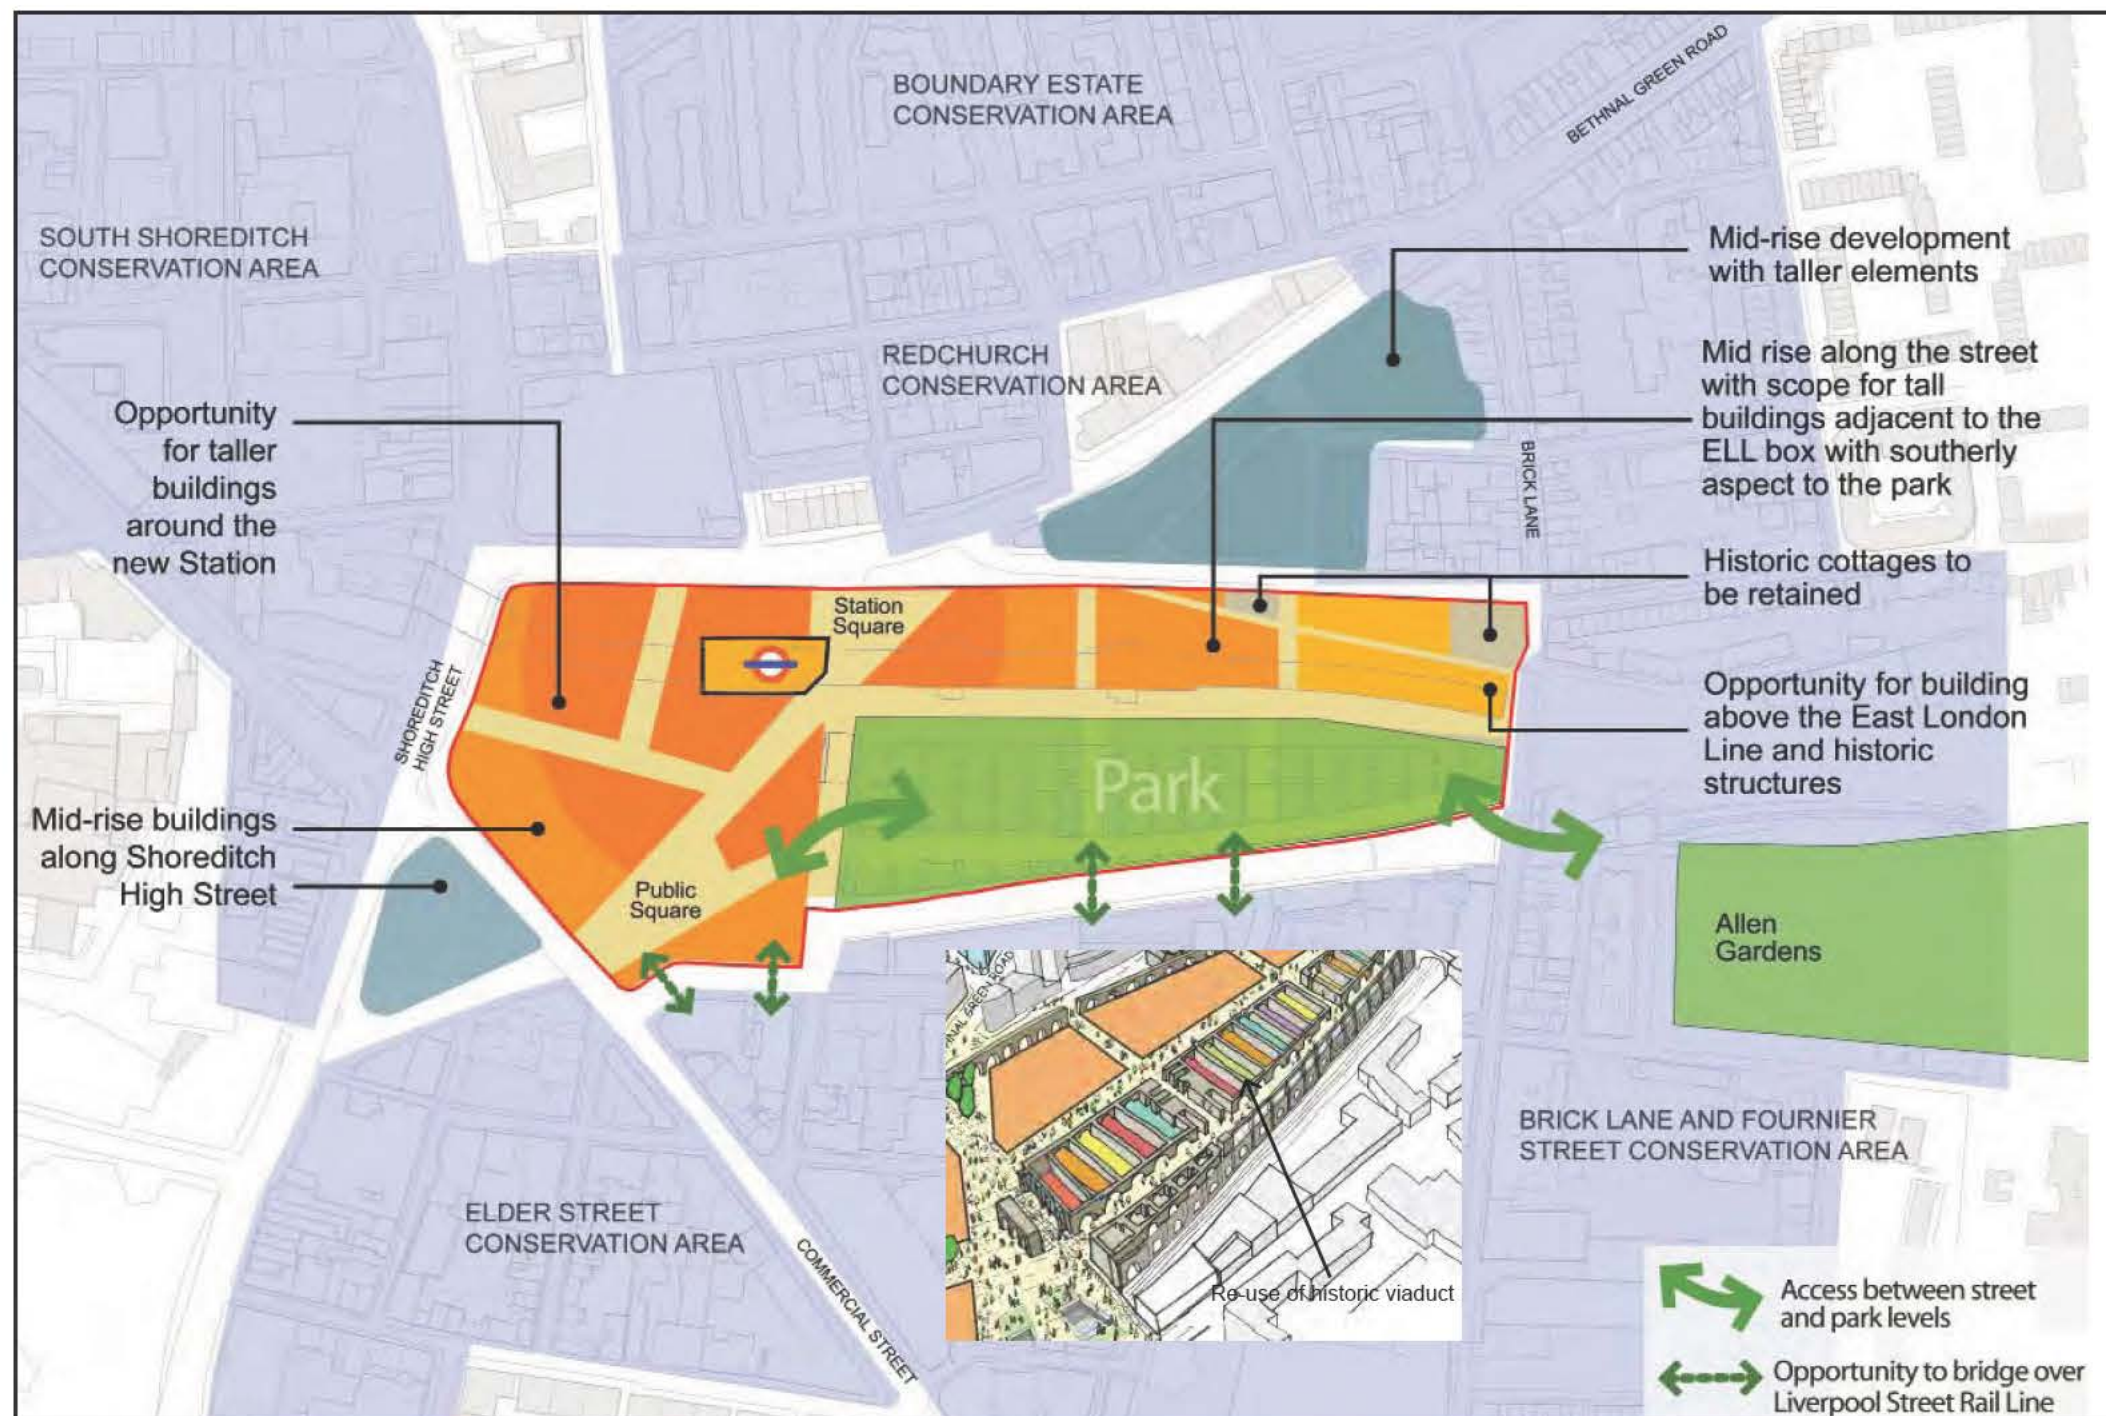 BOUNDARY ESTATE
CONSERVATION AREA
BETHNAL GREEN ROAD
SOUTH SHOREDITCH
CONSERVATION AREA
Mid-rise development
with taller elements
REDCHURCH
CONSERVATION AREA
Mid rise along the street
with scope for tall
buildings adjacent to the
ELL box with southerly
aspect to the park
Opportunity
for taller
buildings
around the
new Station
BRICK LANE
Historic cottages to
be retained
Station
Square
SHOREDITCH
HIGH STREET
Opportunity for building
above the East London
Line and historic
structures
Park
Mid-rise buildings
along Shoreditch
High Street
Public
Square
Allen
Gardens
GREEN ROAD
Re-use of historic viaduct
BRICK LANE AND FOURNIER
STREET CONSERVATION AREA
ELDER STREET
CONSERVATION AREA
COMMERCIAL STREET
Access between street
and park levels
Opportunity to bridge over
Liverpool Street Rail Line